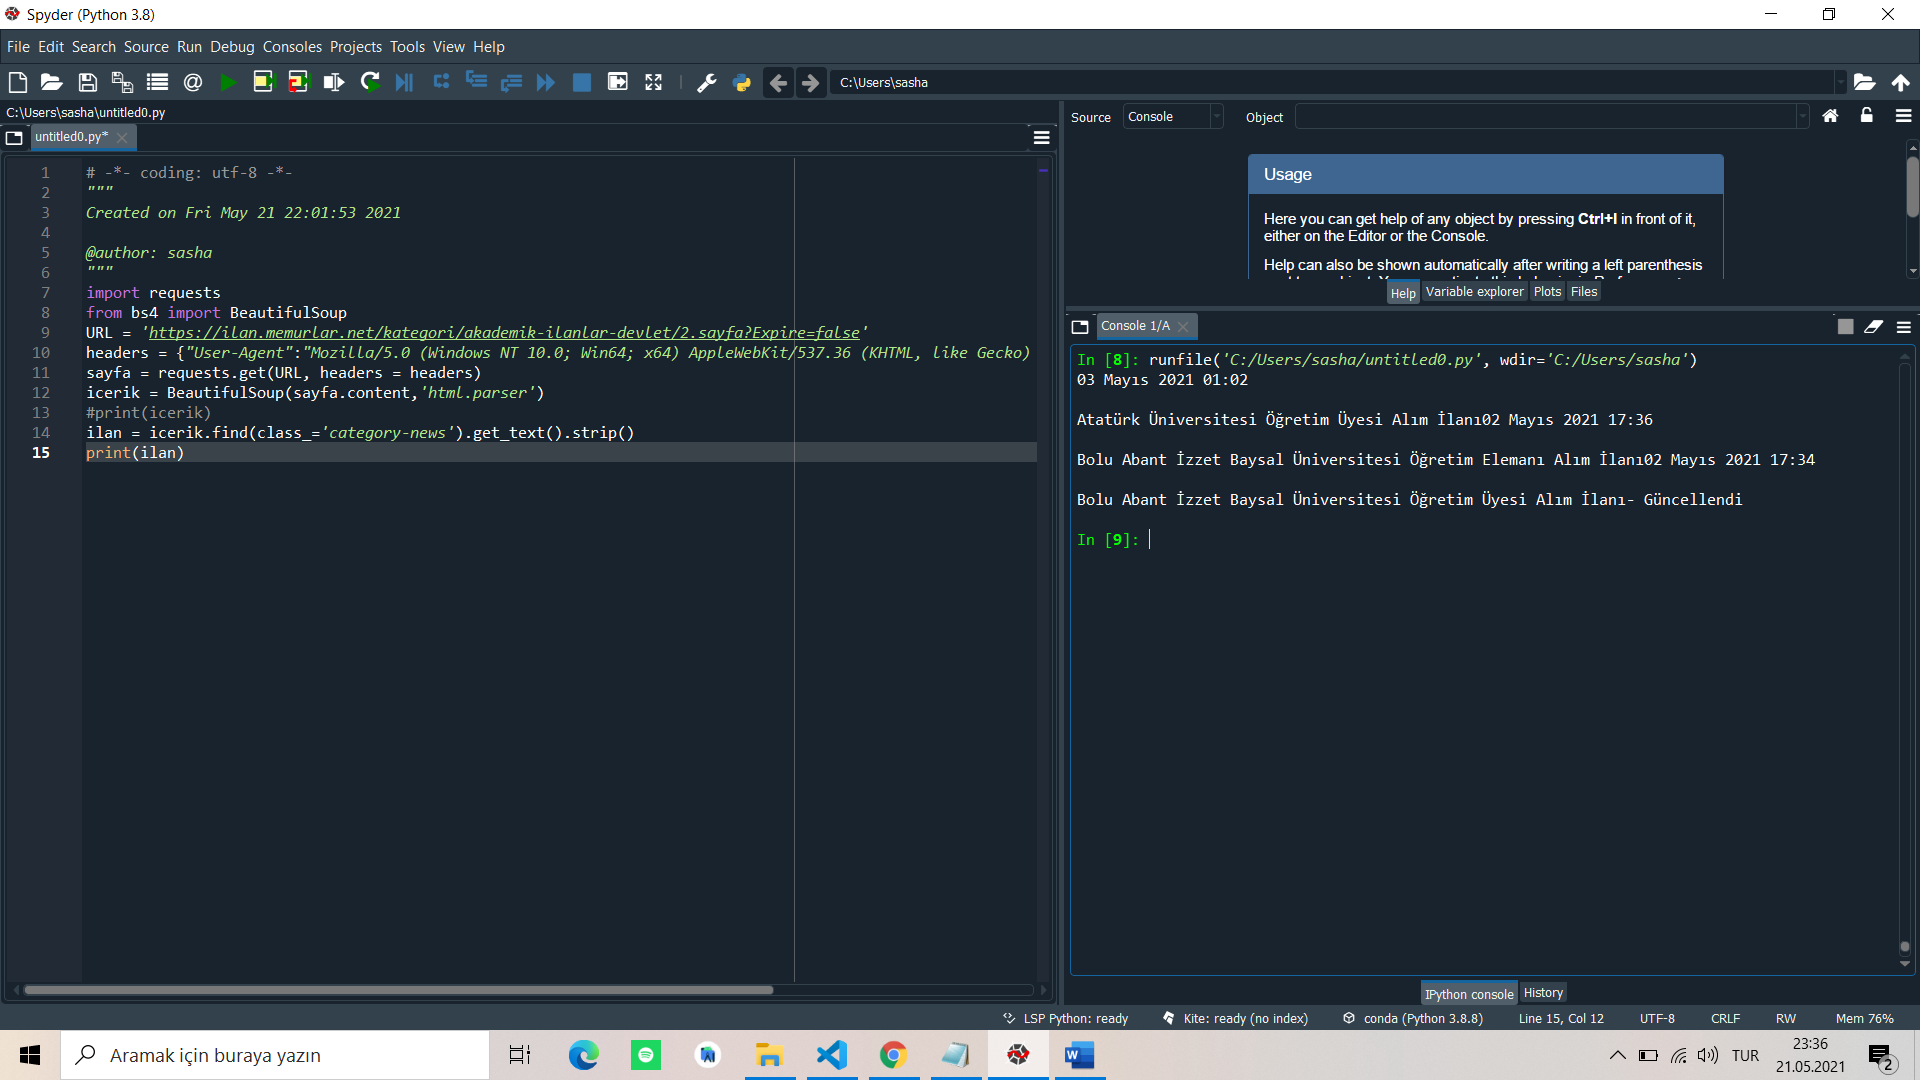 Spyder (Python 3.8)
File Edit Search Source Run Debug Consoles Projects Tools View Help
C:\Users\sasha
C:\Users\sasha\untitled0.py
untitled0.py*
1 # -*- coding: utf-8 -*-
2 """
3 Created on Fri May 21 22:01:53 2021
4
5 @author: sasha
6 """
7 import requests
8 from bs4 import BeautifulSoup
9 URL = 'https://ilan.memurlar.net/kategori/akademik-ilanlar-devlet/2.sayfa?Expire=false'
10 headers = {"User-Agent":"Mozilla/5.0 (Windows NT 10.0; Win64; x64) AppleWebKit/537.36 (KHTML, like Gecko)
11 sayfa = requests.get(URL, headers = headers)
12 icerik = BeautifulSoup(sayfa.content,'html.parser')
13 #print(icerik)
14 ilan = icerik.find(class_='category-news').get_text().strip()
15 print(ilan)
Source Console Object
Usage
Here you can get help of any object by pressing Ctrl+I in front of it,
either on the Editor or the Console.
Help can also be shown automatically after writing a left parenthesis
Help Variable explorer Plots Files
Console 1/A
In [8]: runfile('C:/Users/sasha/untitled0.py', wdir='C:/Users/sasha')
03 Mayıs 2021 01:02
Atatürk Üniversitesi Öğretim Üyesi Alım İlanı02 Mayıs 2021 17:36
Bolu Abant İzzet Baysal Üniversitesi Öğretim Elemanı Alım İlanı02 Mayıs 2021 17:34
Bolu Abant İzzet Baysal Üniversitesi Öğretim Üyesi Alım İlanı- Güncellendi
In [9]:
IPython console History
LSP Python: ready Kite: ready (no index) conda (Python 3.8.8) Line 15, Col 12 UTF-8 CRLF RW Mem 76%
Aramak için buraya yazın
TUR
23:36
21.05.2021
2